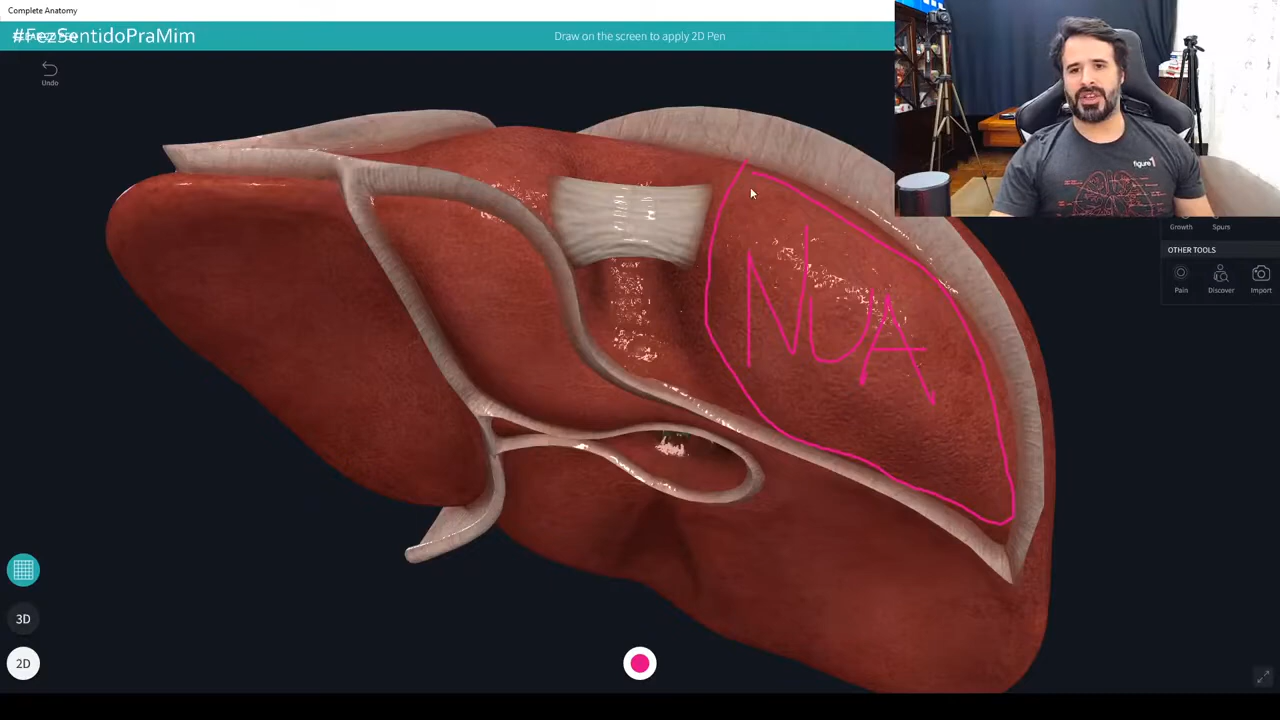 Complete Anatomy
#FezSentidoPraMim
Draw on the screen to apply 2D Pen
Undo
figure1
Growth
Spurs
OTHER TOOLS
Pain
Discover
Import
NUA
3D
2D